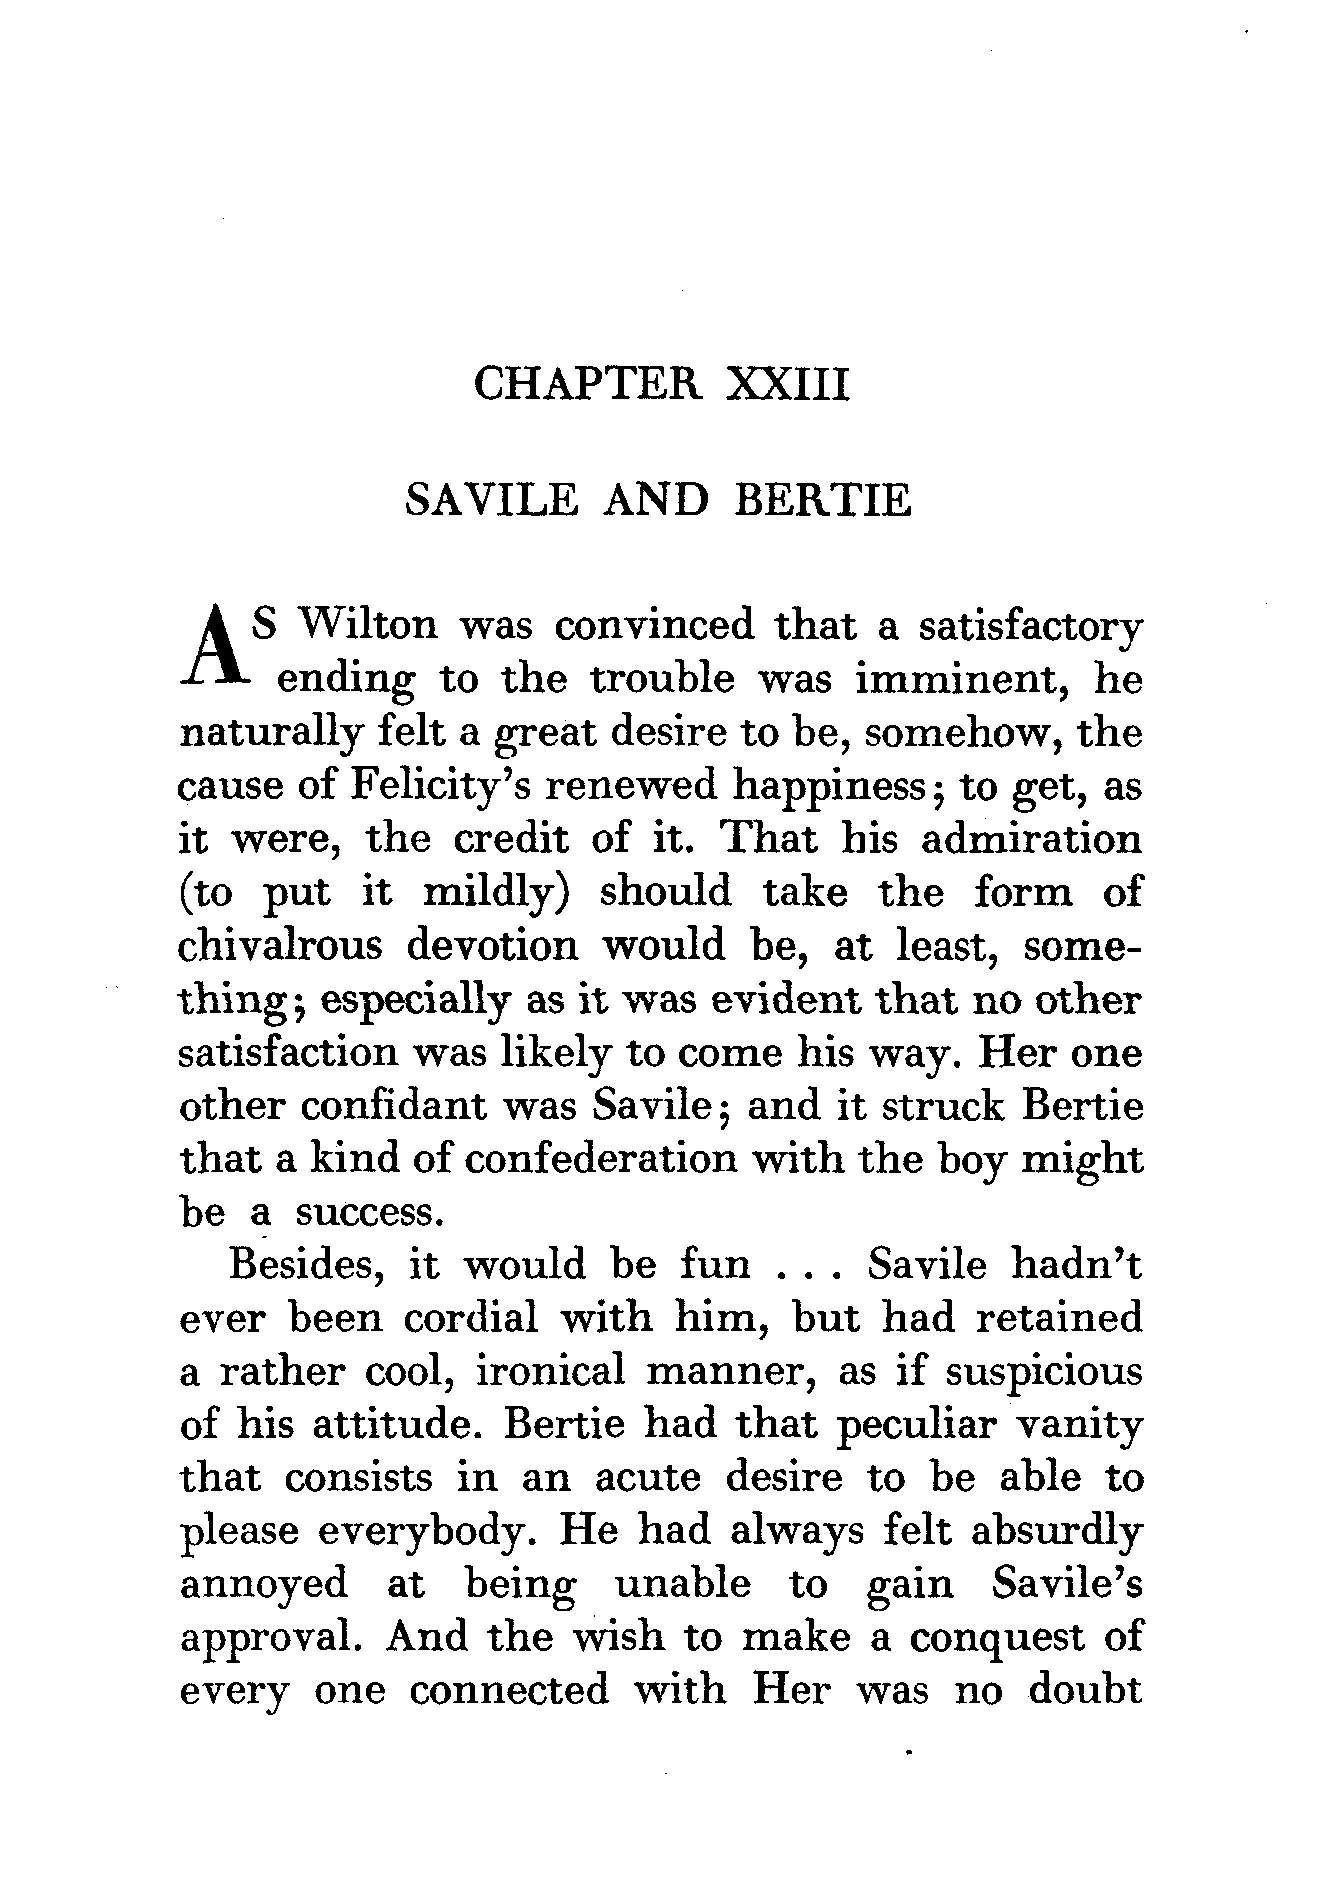 CHAPTER XXIII
SAVILE AND BERTIE
AS Wilton was convinced that a satisfactory
ending to the trouble was imminent, he
naturally felt a great desire to be, somehow, the
cause of Felicity's renewed happiness; to get, as
it were, the credit of it. That his admiration
(to put it mildly) should take the form of
chivalrous devotion would be, at least, some-
thing; especially as it was evident that no other
satisfaction was likely to come his way. Her one
other confidant was Savile; and it struck Bertie
that a kind of confederation with the boy might
be a success.
Besides, it would be fun . . . Savile hadn't
ever been cordial with him, but had retained
a rather cool, ironical manner, as if suspicious
of his attitude. Bertie had that peculiar vanity
that consists in an acute desire to be able to
please everybody. He had always felt absurdly
annoyed at being unable to gain Savile's
approval. And the wish to make a conquest of
every one connected with Her was no doubt